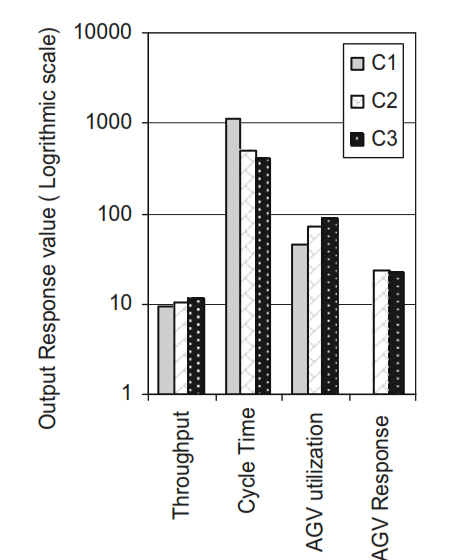 Output Response value ( Logrithmic scale)
10000
1000
100
10
1
C1
C2
C3
Throughput
Cycle Time
AGV utilization
AGV Response